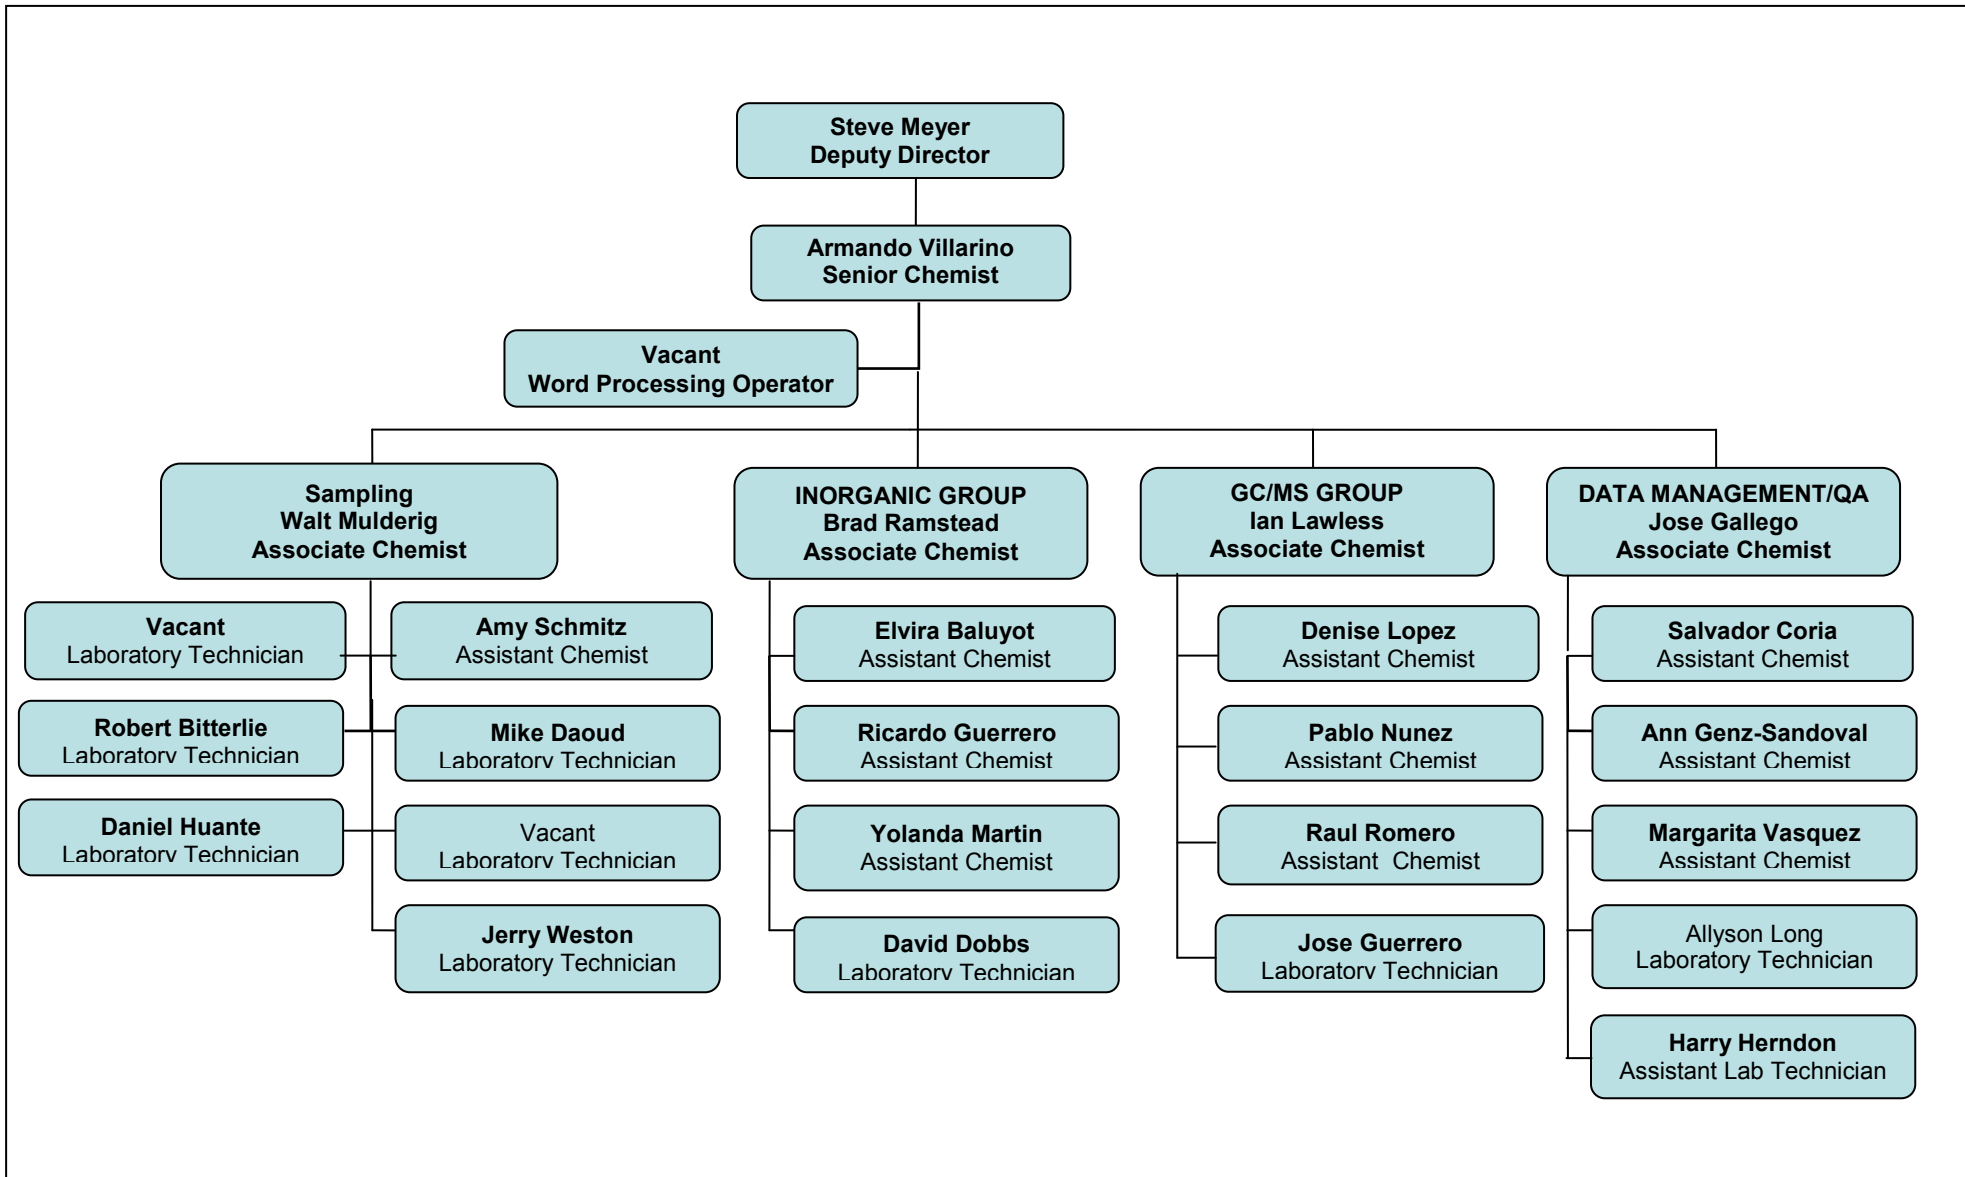 Steve Meyer
Deputy Director
Armando Villarino
Senior Chemist
Vacant
Word Processing Operator
Sampling
Walt Mulderig
Associate Chemist
INORGANIC GROUP
Brad Ramstead
Associate Chemist
GC/MS GROUP
Ian Lawless
Associate Chemist
DATA MANAGEMENT/QA
Jose Gallego
Associate Chemist
Vacant
Laboratory Technician
Amy Schmitz
Assistant Chemist
Robert Bitterlie
Laboratory Technician
Mike Daoud
Laboratory Technician
Daniel Huante
Laboratory Technician
Vacant
Laboratory Technician
Jerry Weston
Laboratory Technician
Elvira Baluyot
Assistant Chemist
Ricardo Guerrero
Assistant Chemist
Yolanda Martin
Assistant Chemist
David Dobbs
Laboratory Technician
Denise Lopez
Assistant Chemist
Pablo Nunez
Assistant Chemist
Raul Romero
Assistant  Chemist
Jose Guerrero
Laboratory Technician
Salvador Coria
Assistant Chemist
Ann Genz-Sandoval
Assistant Chemist
Margarita Vasquez
Assistant Chemist
Allyson Long
Laboratory Technician
Harry Herndon
Assistant Lab Technician